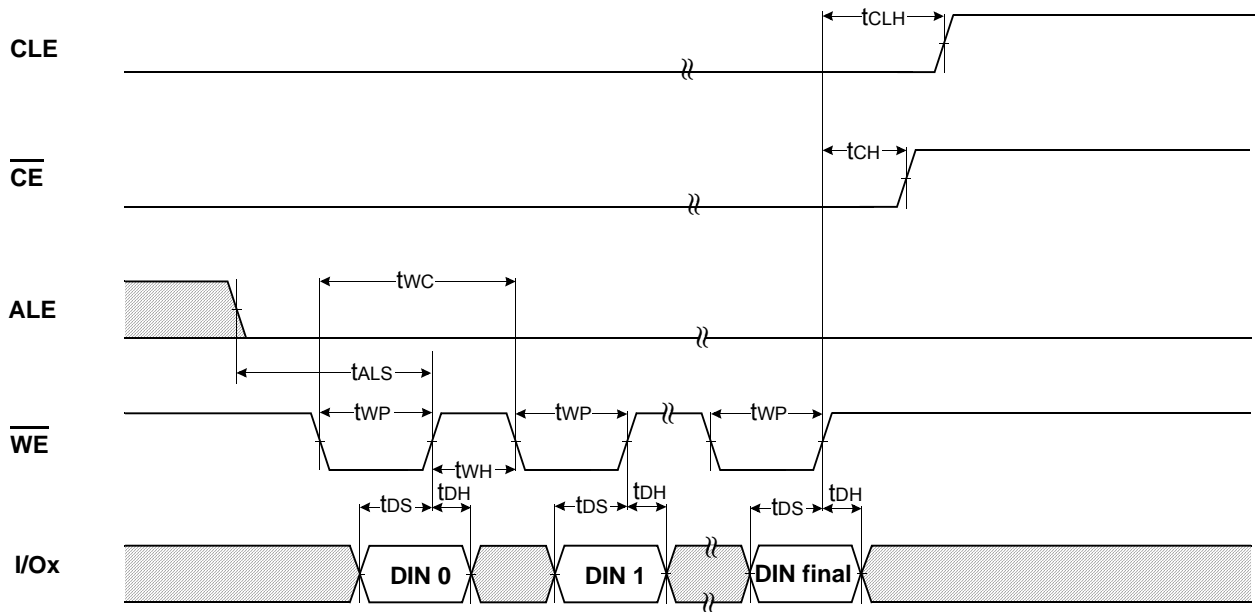 tCLH
CLE
tCH
CE
tWC
ALE
tALS
tWP tWP tWP
WE
tWH
tDS tDH tDS tDH tDS tDH
I/Ox DIN 0 DIN 1 DIN final